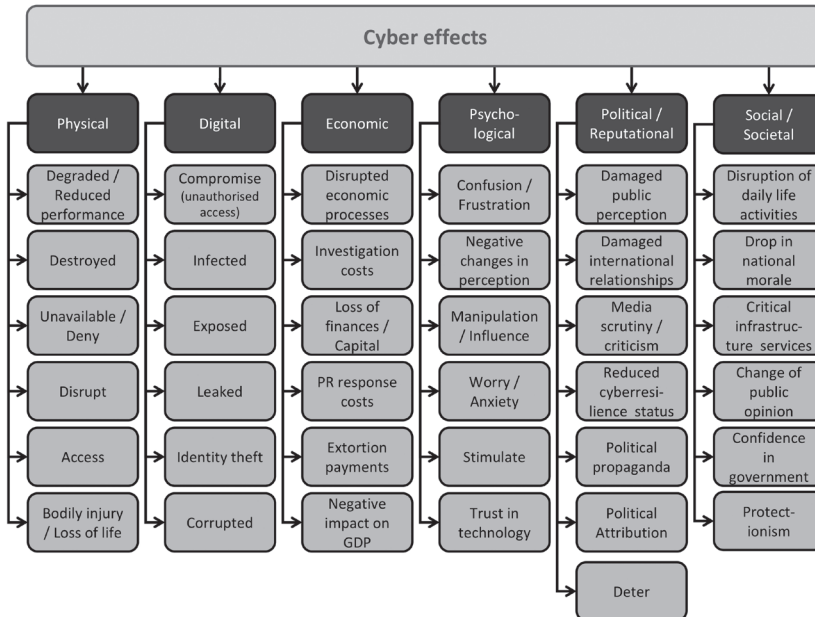 Cyber effects
Physical
Degraded /
Reduced
performance
Destroyed
Unavailable /
Deny
Disrupt
Access
Bodily injury
/ Loss of life
Digital
Compromise
(unauthorised
access)
Infected
Exposed
Leaked
Identity theft
Corrupted
Economic
Disrupted
economic
processes
Investigation
costs
Loss of
finances /
Capital
PR response
costs
Extortion
payments
Negative
impact on
GDP
Psycho-
logical
Confusion /
Frustration
Negative
changes in
perception
Manipulation
/ Influence
Worry /
Anxiety
Stimulate
Trust in
technology
Political /
Reputational
Damaged
public
perception
Damaged
international
relationships
Media
scrutiny /
criticism
Reduced
cyberresi-
lience status
Political
propaganda
Political
Attribution
Deter
Social /
Societal
Disruption of
daily life
activities
Drop in
national
morale
Critical
infrastruc-
ture services
Change of
public
opinion
Confidence
in
government
Protect-
ionism